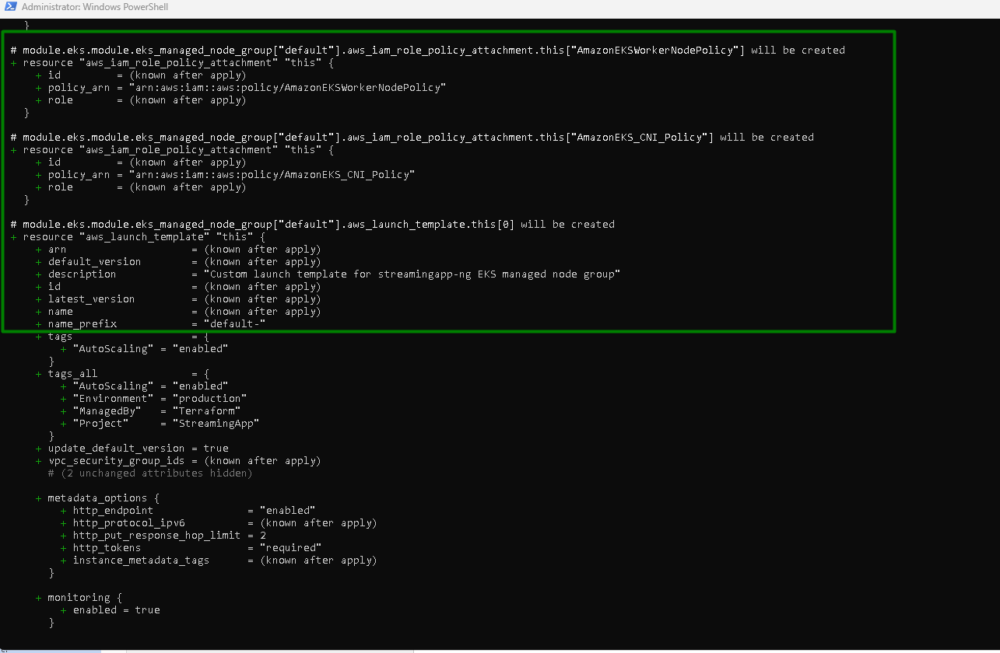 Administrator: Windows PowerShell
}
# module.eks.module.eks_managed_node_group["default"].aws_iam_role_policy_attachment.this["AmazonEKSWorkerNodePolicy"] will be created
+ resource "aws_iam_role_policy_attachment" "this" {
+ id = (known after apply)
+ policy_arn = "arn:aws:iam::aws:policy/AmazonEKSWorkerNodePolicy"
+ role = (known after apply)
}
# module.eks.module.eks_managed_node_group["default"].aws_iam_role_policy_attachment.this["AmazonEKS_CNI_Policy"] will be created
+ resource "aws_iam_role_policy_attachment" "this" {
+ id = (known after apply)
+ policy_arn = "arn:aws:iam::aws:policy/AmazonEKS_CNI_Policy"
+ role = (known after apply)
}
# module.eks.module.eks_managed_node_group["default"].aws_launch_template.this[0] will be created
+ resource "aws_launch_template" "this" {
+ arn = (known after apply)
+ default_version = (known after apply)
+ description = "Custom launch template for streamingapp-ng EKS managed node group"
+ id = (known after apply)
+ latest_version = (known after apply)
+ name = (known after apply)
+ name_prefix = "default-"
+ tags = {
+ "AutoScaling" = "enabled"
}
+ tags_all = {
+ "AutoScaling" = "enabled"
+ "Environment" = "production"
+ "ManagedBy" = "Terraform"
+ "Project" = "StreamingApp"
}
+ update_default_version = true
+ vpc_security_group_ids = (known after apply)
# (2 unchanged attributes hidden)
+ metadata_options {
+ http_endpoint = "enabled"
+ http_protocol_ipv6 = (known after apply)
+ http_put_response_hop_limit = 2
+ http_tokens = "required"
+ instance_metadata_tags = (known after apply)
}
+ monitoring {
+ enabled = true
}